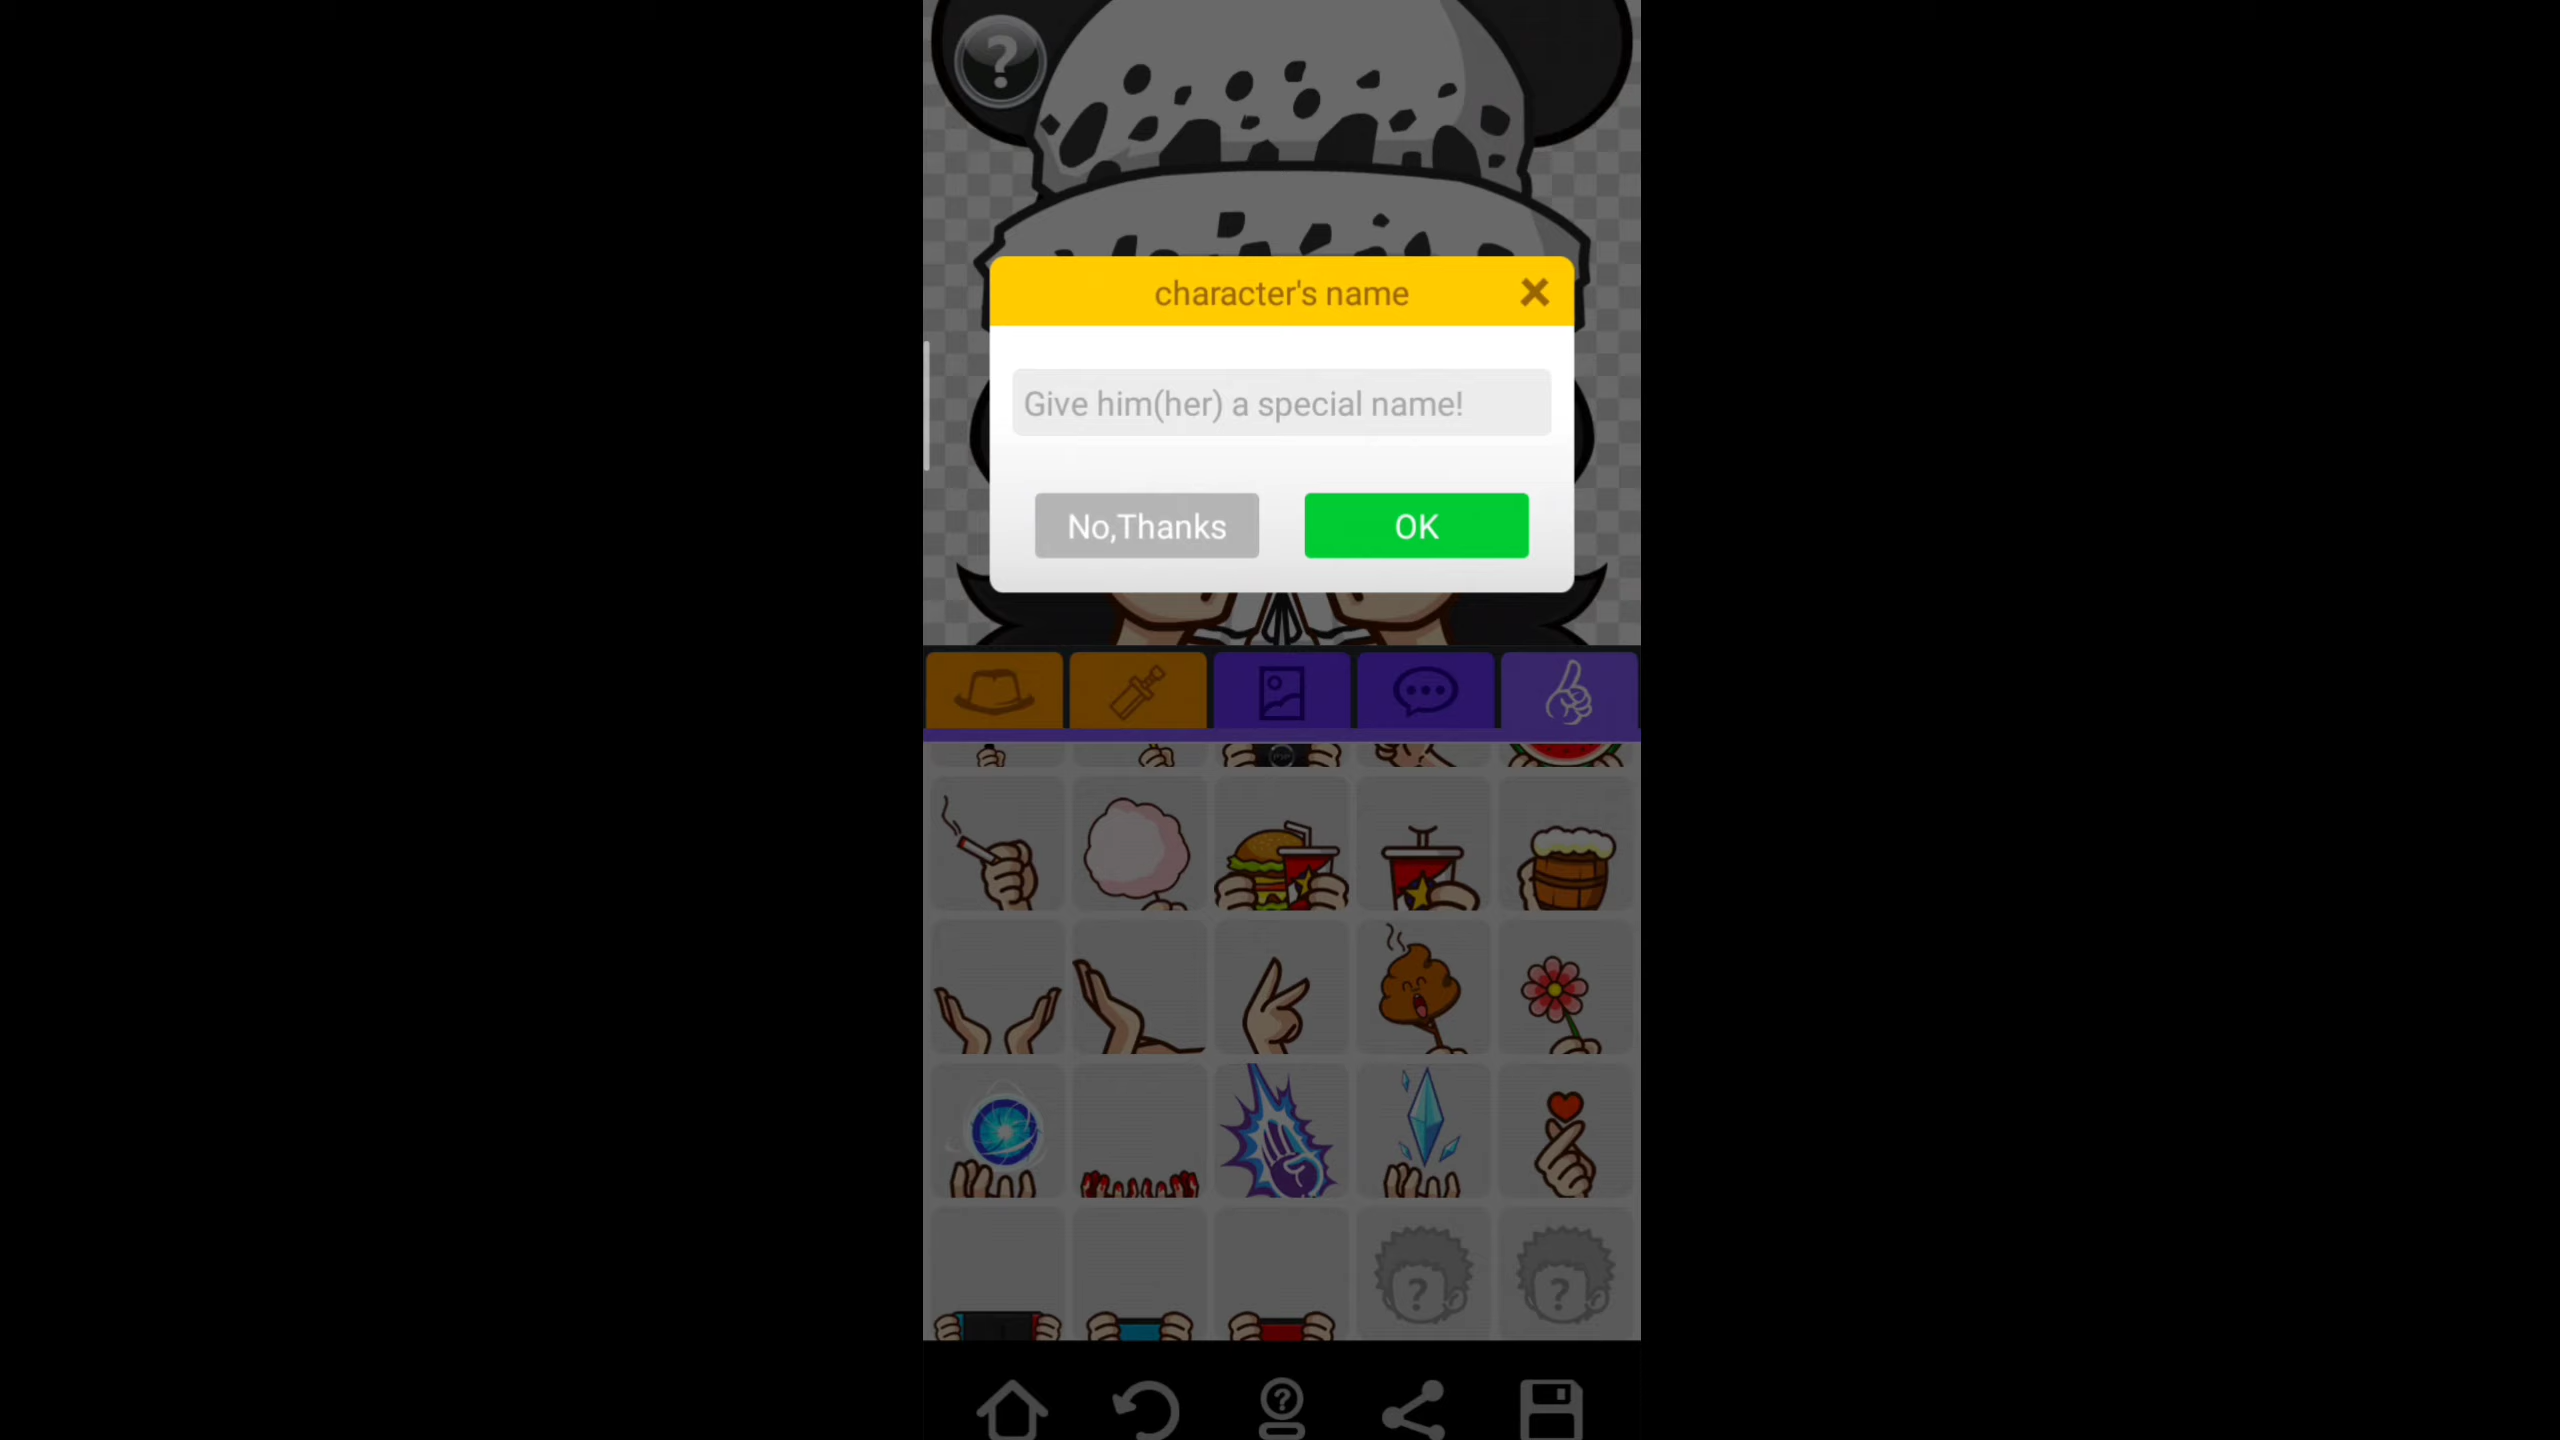 ?
character's name
Give him(her) a special name!
No,Thanks
OK
? ?
?